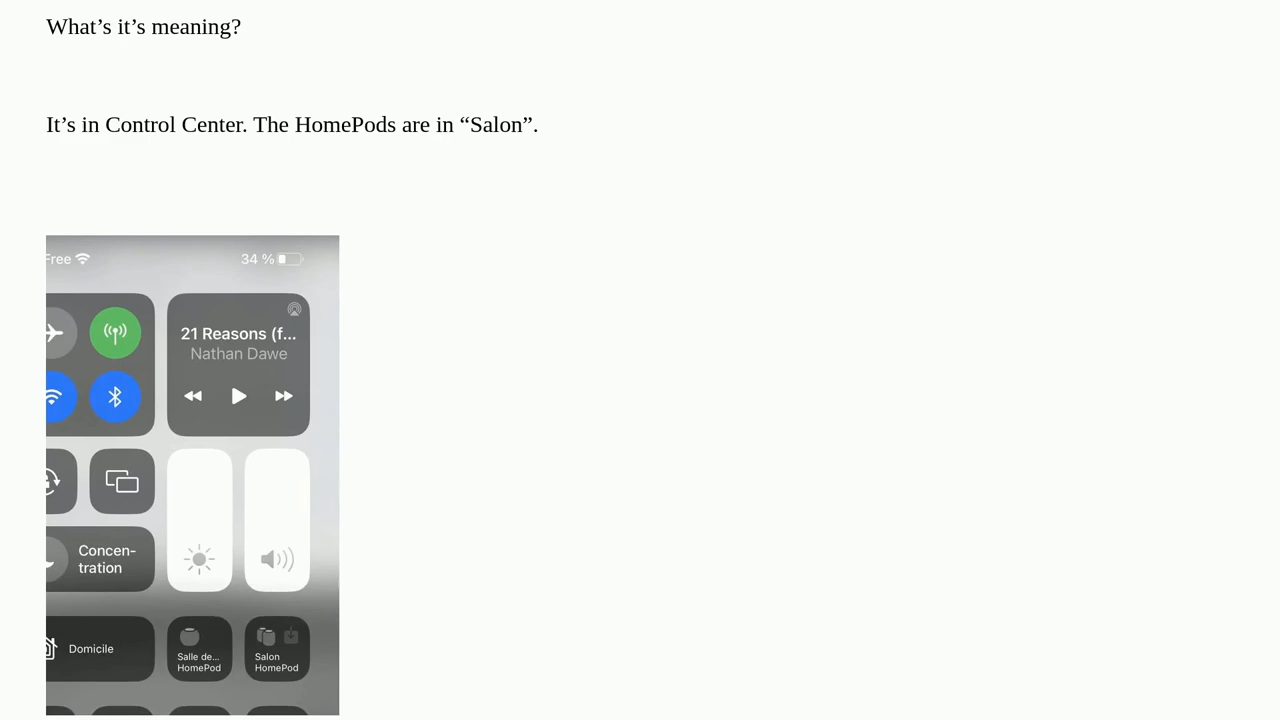 What’s it’s meaning?
It’s in Control Center. The HomePods are in “Salon”.
Free 34 %
21 Reasons (f...
Nathan Dawe
Concen-
tration
Domicile
Salle de...
HomePod
Salon
HomePod